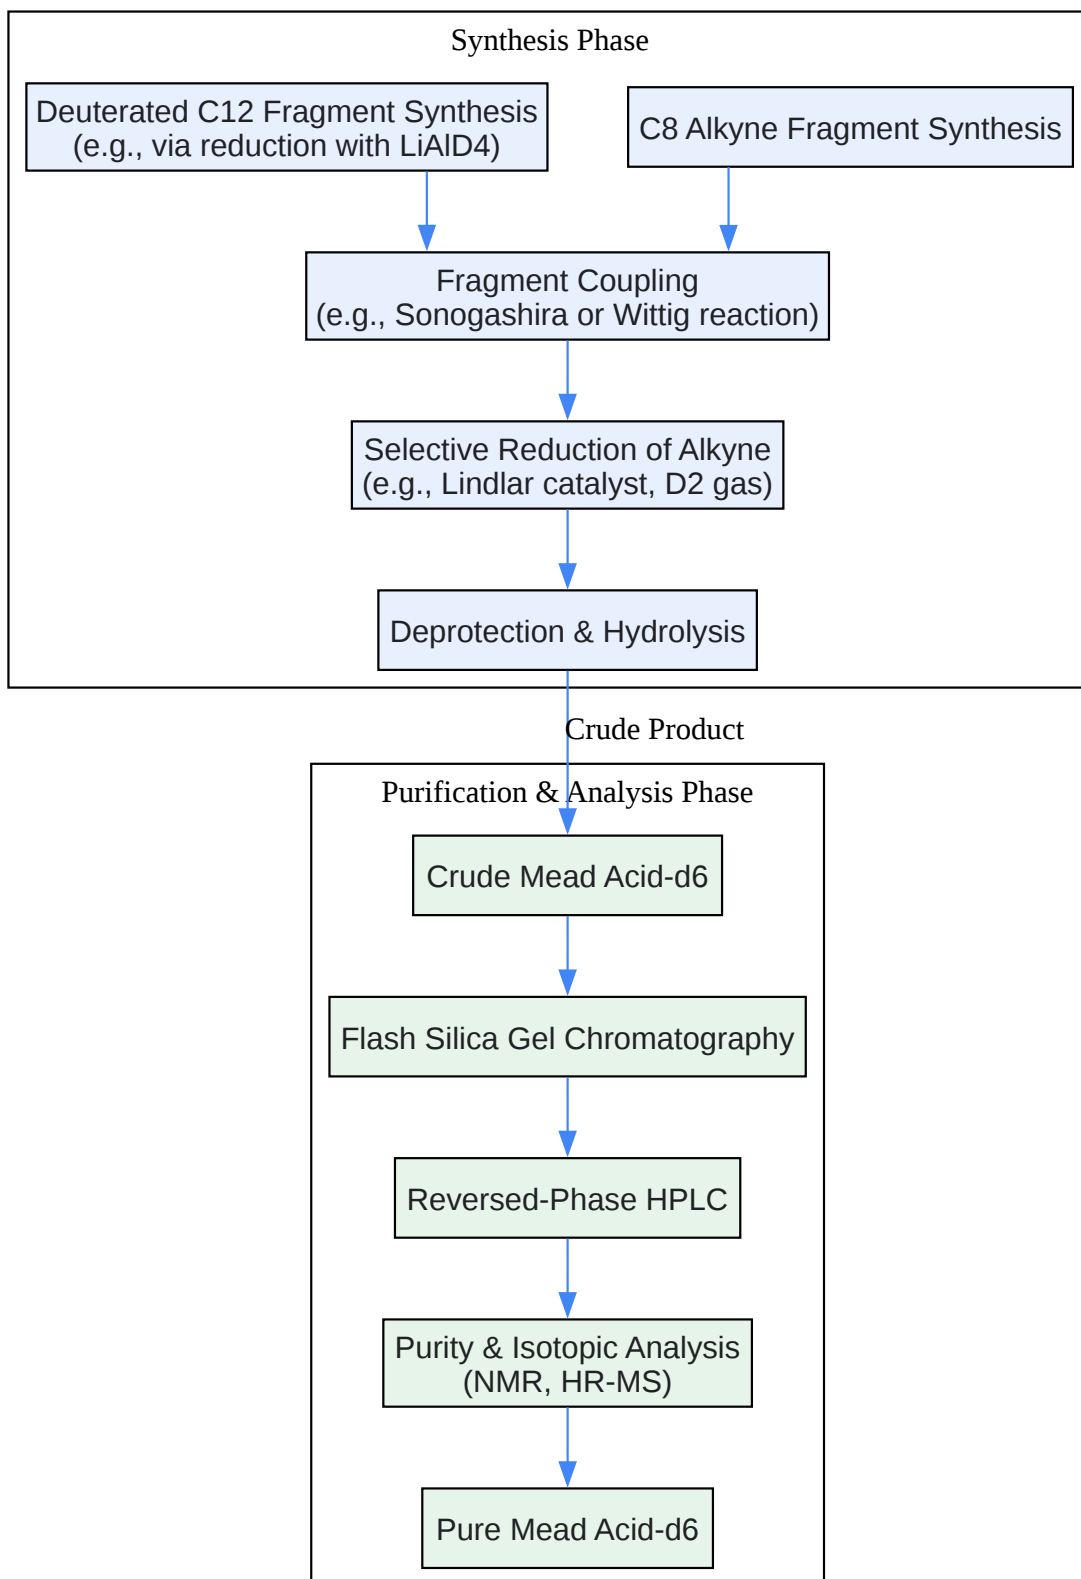 Synthesis Phase
Deuterated C12 Fragment Synthesis
(e.g., via reduction with LiAlD4)
C8 Alkyne Fragment Synthesis
Fragment Coupling
(e.g., Sonogashira or Wittig reaction)
Selective Reduction of Alkyne
(e.g., Lindlar catalyst, D2 gas)
Deprotection & Hydrolysis
Crude Product
Purification & Analysis Phase
Crude Mead Acid-d6
Flash Silica Gel Chromatography
Reversed-Phase HPLC
Purity & Isotopic Analysis
(NMR, HR-MS)
Pure Mead Acid-d6